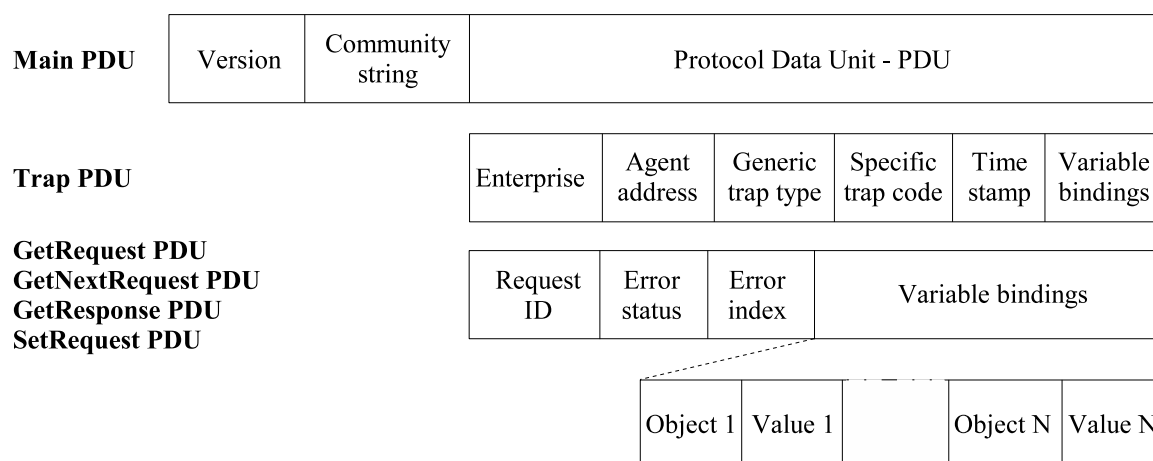 Main PDU
Version
Community
string
Protocol Data Unit - PDU
Trap PDU
Enterprise
Agent
address
Generic
trap type
Specific
trap code
Time
stamp
Variable
bindings
GetRequest PDU
GetNextRequest PDU
GetResponse PDU
SetRequest PDU
Request
ID
Error
status
Error
index
Variable bindings
Object 1
Value 1
Object N
Value N